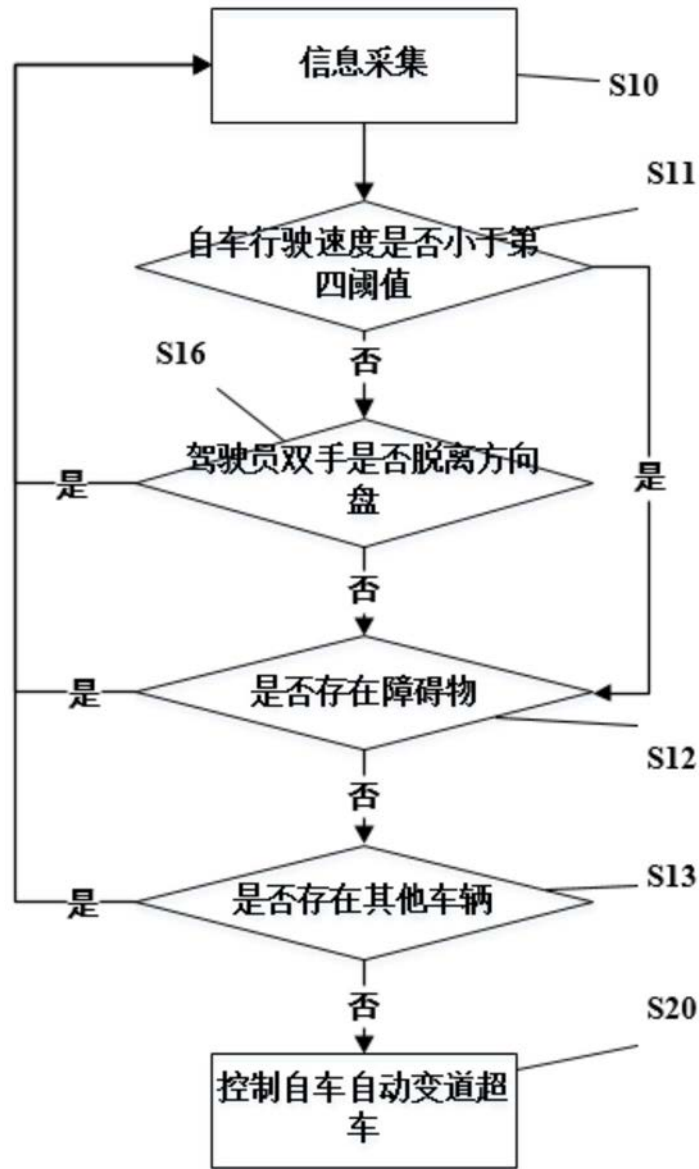 信息采集
S10
S11
自车行驶速度是否小于第
四阈值
否
S16
驾驶员双手是否脱离方向
盘
是
是
否
是否存在障碍物
是
S12
否
是否存在其他车辆
S13
是
否
S20
控制自车自动变道超
车